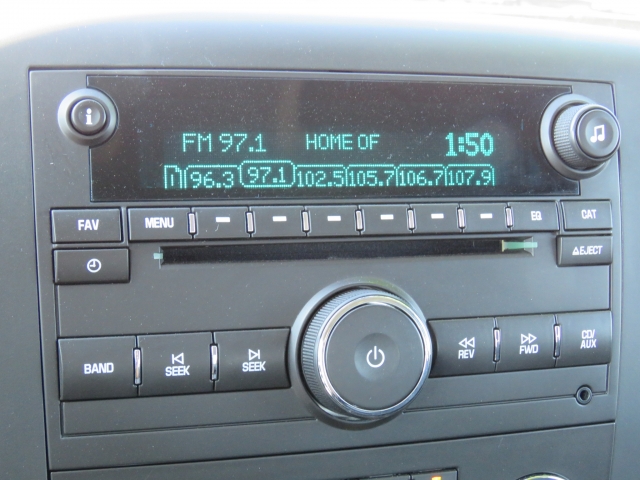 i
FM 97.1 HOME OF 1:50
96.3 97.1 102.5 105.7 106.7 107.9
FAV MENU EQ CAT
EJECT
BAND SEEK SEEK REV FWD CD/AUX